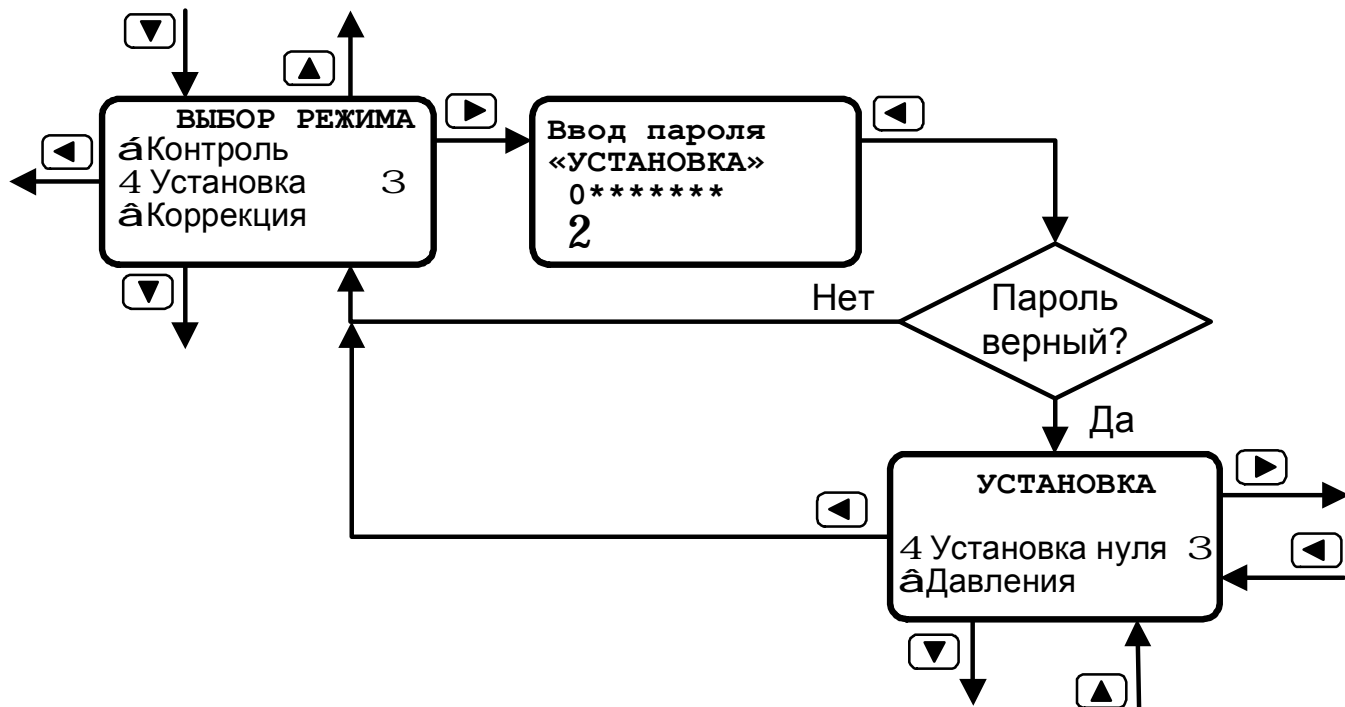 ВЫБОР РЕЖИМА
áКонтроль
4 Установка 3
âКоррекция
Ввод пароля
«УСТАНОВКА»
0*******
2
Нет
Пароль
верный?
Да
УСТАНОВКА
4 Установка нуля 3
âДавления